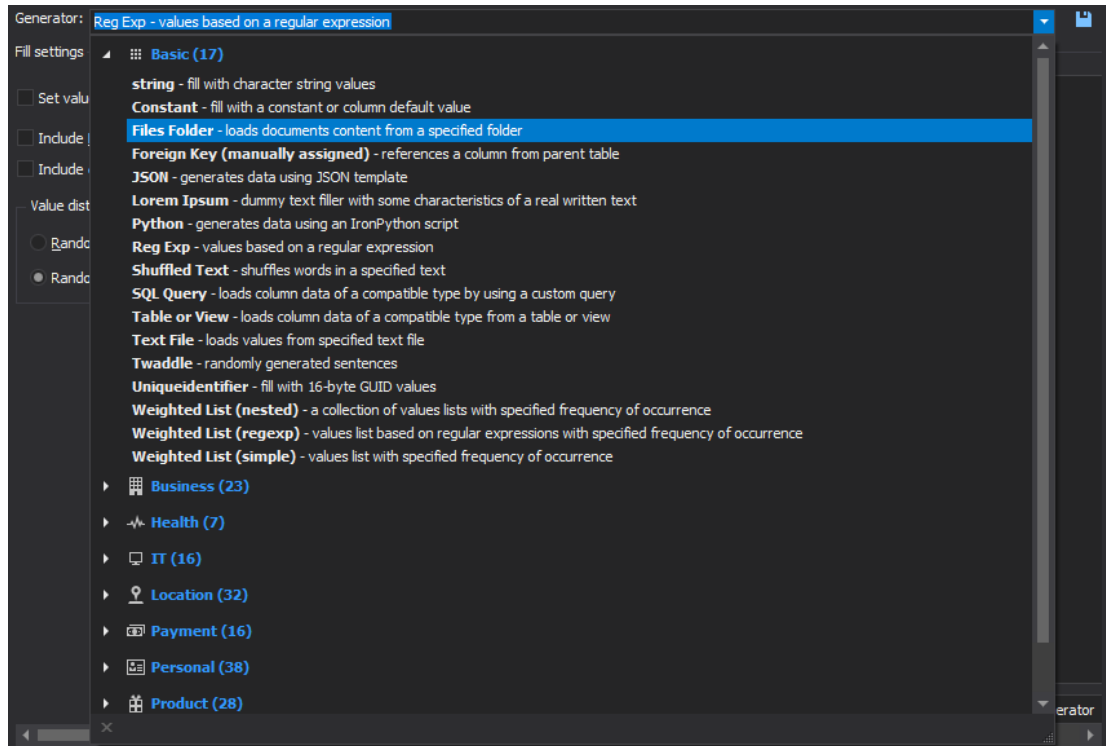 Generator: Reg Exp - values based on a regular expression
Fill settings
Basic (17)
string - fill with character string values
Set valu
Constant - fill with a constant or column default value
Files Folder - loads documents content from a specified folder
Include
Foreign Key (manually assigned) - references a column from parent table
Include
JSON - generates data using JSON template
Lorem Ipsum - dummy text filler with some characteristics of a real written text
Value dist
Python - generates data using an IronPython script
Rando
Reg Exp - values based on a regular expression
Shuffled Text - shuffles words in a specified text
Rando
SQL Query - loads column data of a compatible type by using a custom query
Table or View - loads column data of a compatible type from a table or view
Text File - loads values from specified text file
Twaddle - randomly generated sentences
Uniqueidentifier - fill with 16-byte GUID values
Weighted List (nested) - a collection of values lists with specified frequency of occurrence
Weighted List (regexp) - values list based on regular expressions with specified frequency of occurrence
Weighted List (simple) - values list with specified frequency of occurrence
Business (23)
Health (7)
IT (16)
Location (32)
Payment (16)
Personal (38)
Product (28)
erator